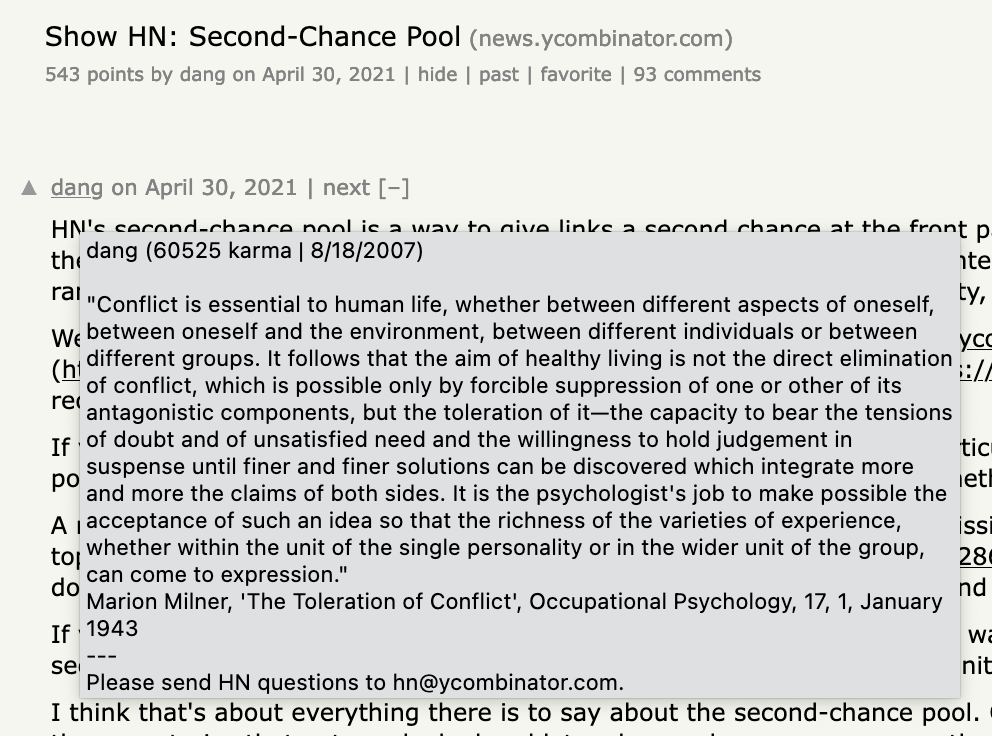 Show HN: Second-Chance Pool (news.ycombinator.com)
543 points by dang on April 30, 2021 | hide | past | favorite | 93 comments
▲ dang on April 30, 2021 | next [–]
HN's second-chance pool is a way to give links a second chance at the front
dang (60525 karma | 8/18/2007)
"Conflict is essential to human life, whether between different aspects of oneself,
between oneself and the environment, between different individuals or between
different groups. It follows that the aim of healthy living is not the direct elimination
of conflict, which is possible only by forcible suppression of one or other of its
antagonistic components, but the toleration of it—the capacity to bear the tensions
of doubt and of unsatisfied need and the willingness to hold judgement in
suspense until finer and finer solutions can be discovered which integrate more
and more the claims of both sides. It is the psychologist's job to make possible the
acceptance of such an idea so that the richness of the varieties of experience,
whether within the unit of the single personality or in the wider unit of the group,
can come to expression."
Marion Milner, 'The Toleration of Conflict', Occupational Psychology, 17, 1, January
1943
---
Please send HN questions to hn@ycombinator.com.
I think that's about everything there is to say about the second-chance pool.